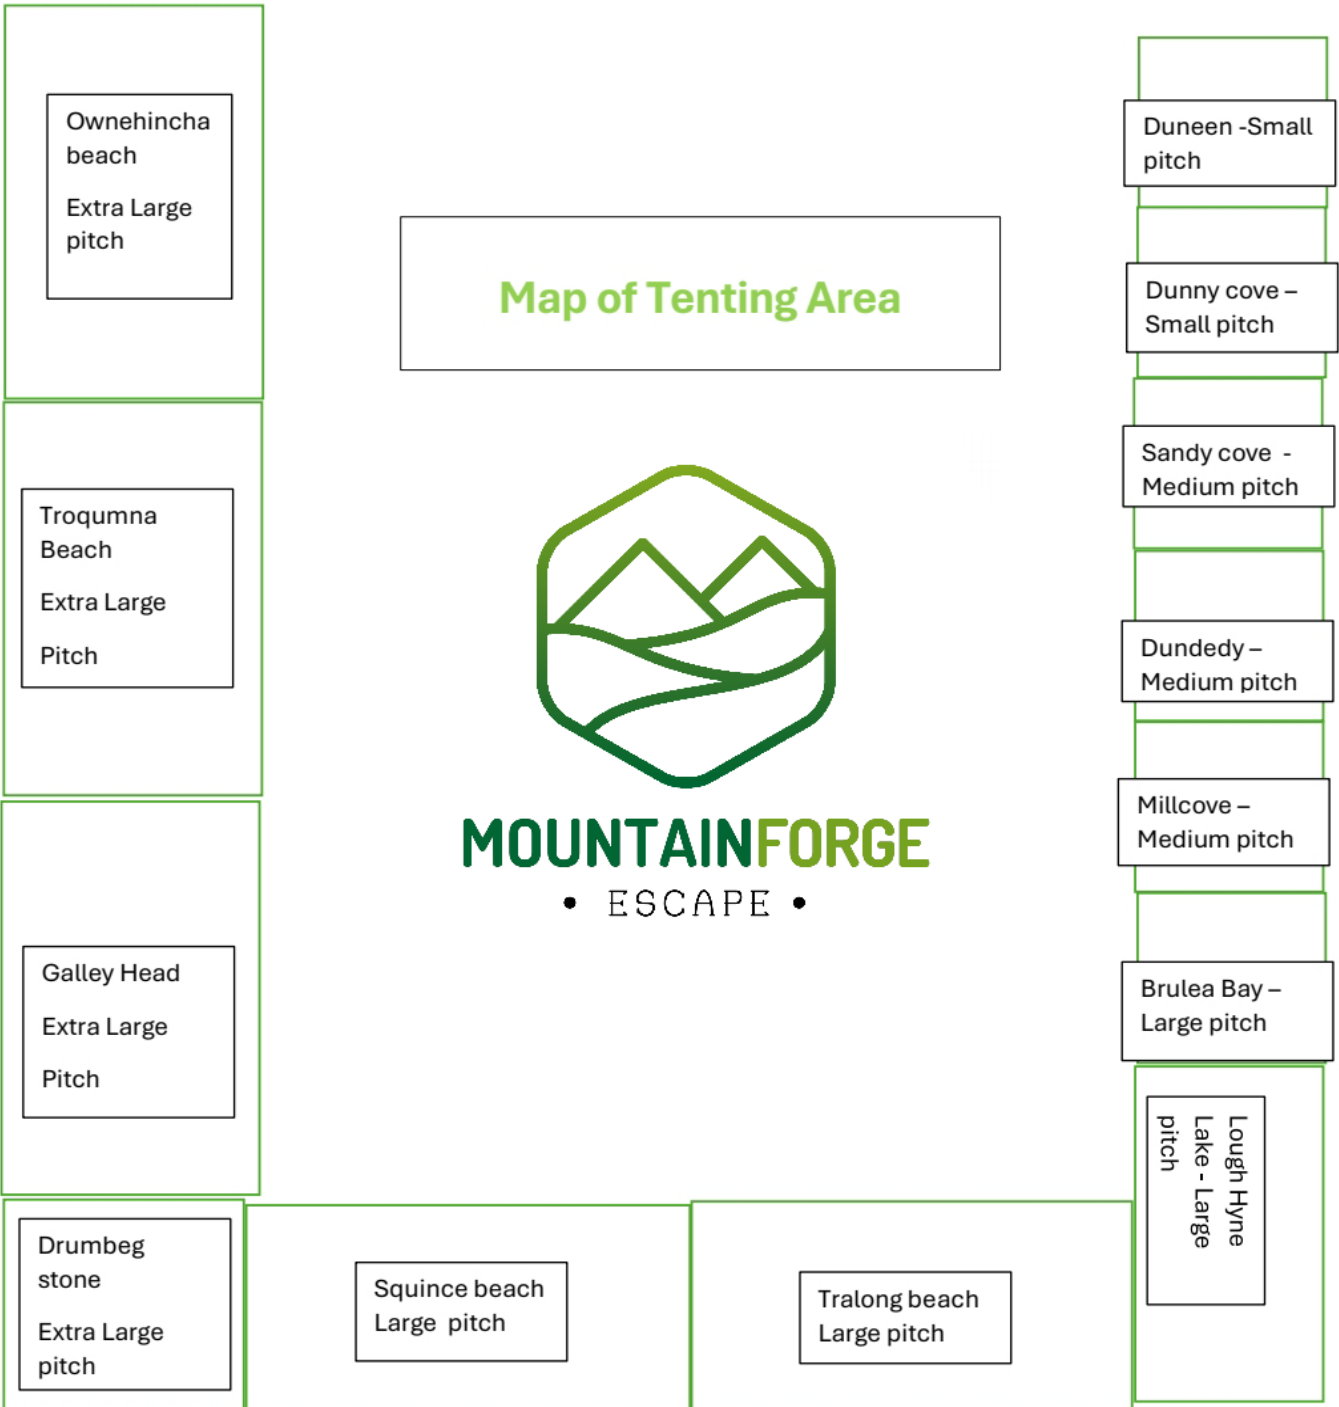 Ownehincha
beach
Extra Large
pitch
Troqumna
Beach
Extra Large
Pitch
Galley Head
Extra Large
Pitch
Drumbeg
stone
Extra Large
pitch
Map of Tenting Area
MOUNTAINFORGE
• ESCAPE •
Squince beach
Large pitch
Tralong beach
Large pitch
Duneen -Small
pitch
Dunny cove –
Small pitch
Sandy cove -
Medium pitch
Dundedy –
Medium pitch
Millcove –
Medium pitch
Brulea Bay –
Large pitch
Lough Hyne
Lake - Large
pitch